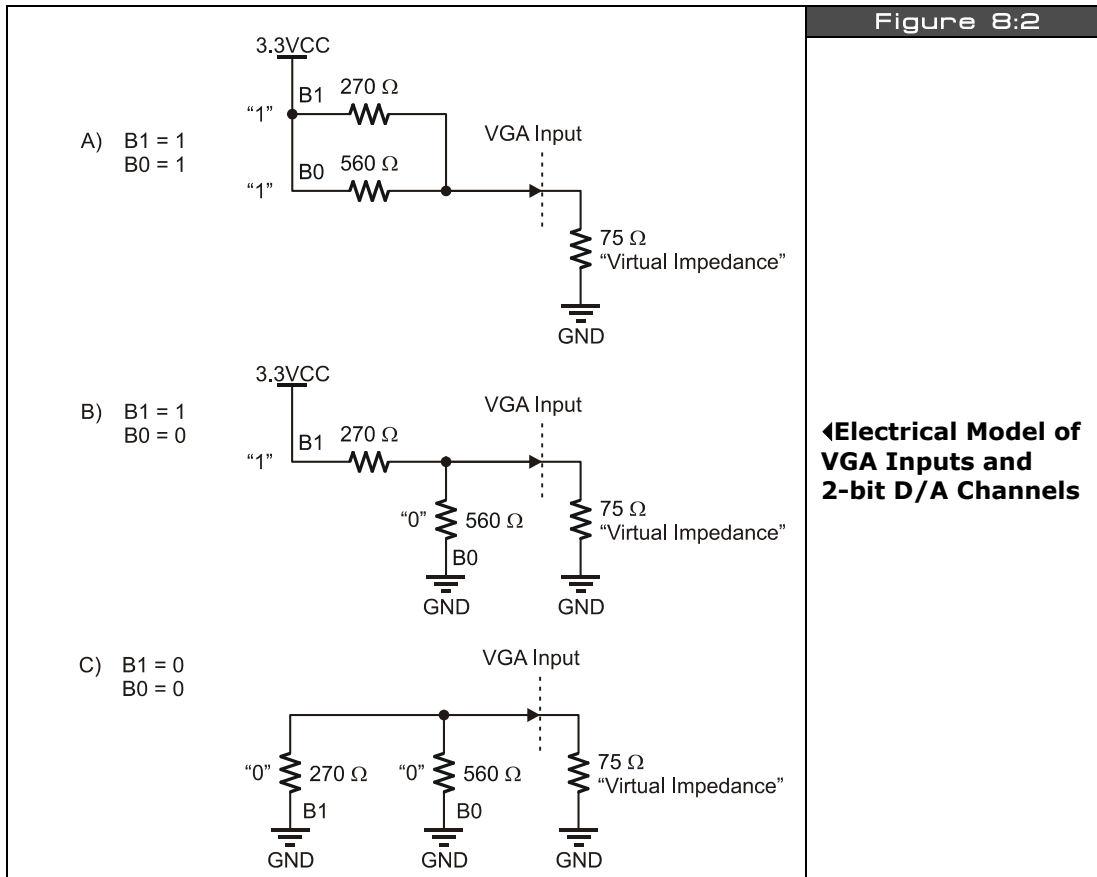 Figure 8:2
3.3VCC
B1 270 Ω
"1"
VGA Input
A) B1 = 1
B0 = 1
B0 560 Ω
"1"
75 Ω
"Virtual Impedance"
GND
3.3VCC
VGA Input
B) B1 = 1
B0 = 0
B1 270 Ω
"1"
"0" 560 Ω
75 Ω
"Virtual Impedance"
B0
GND GND
◀Electrical Model of
VGA Inputs and
2-bit D/A Channels
C) B1 = 0
B0 = 0
VGA Input
"0" 270 Ω "0" 560 Ω 75 Ω
"Virtual Impedance"
B1 B0
GND GND GND